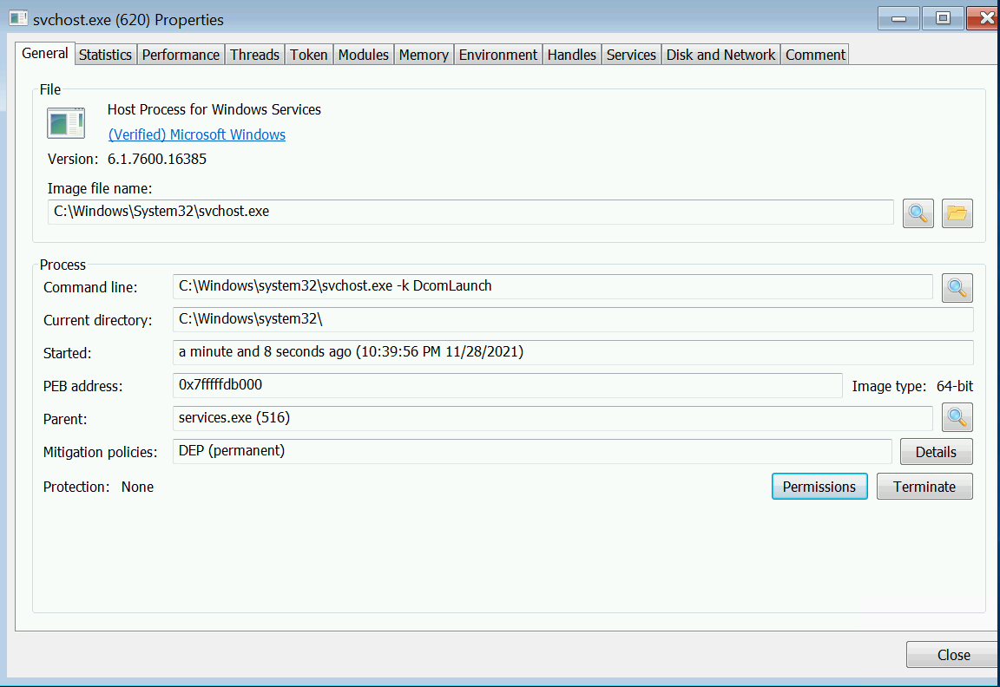 svchost.exe (620) Properties
General Statistics Performance Threads Token Modules Memory Environment Handles Services Disk and Network Comment
File
Host Process for Windows Services
(Verified) Microsoft Windows
Version: 6.1.7600.16385
Image file name:
C:\Windows\System32\svchost.exe
Process
Command line: C:\Windows\system32\svchost.exe -k DcomLaunch
Current directory: C:\Windows\system32\
Started: a minute and 8 seconds ago (10:39:56 PM 11/28/2021)
PEB address: 0x7fffffdb000 Image type: 64-bit
Parent: services.exe (516)
Mitigation policies: DEP (permanent) Details
Protection: None Permissions Terminate
Close